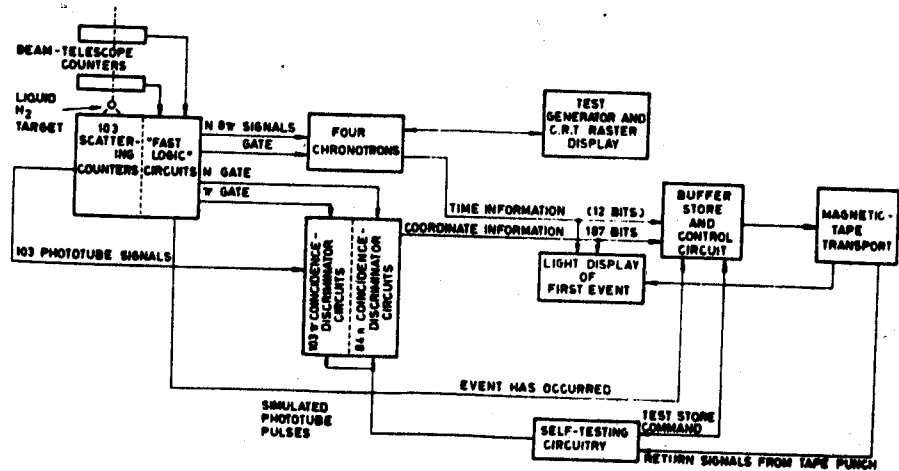 BEAM-TELESCOPE
COUNTERS
LIQUID
H2
TARGET
103
SCATTER-
ING
COUNTERS
"FAST
LOGIC"
CIRCUITS
N 8π SIGNALS
GATE
N GATE
π GATE
FOUR
CHRONOTRONS
TEST
GENERATOR AND
C.R.T RASTER
DISPLAY
TIME INFORMATION (12 BITS)
COORDINATE INFORMATION 187 BITS
BUFFER
STORE
AND
CONTROL
CIRCUIT
MAGNETIC-
TAPE
TRANSPORT
103 PHOTOTUBE SIGNALS
103 π COINCIDENCE-
DISCRIMINATOR
CIRCUITS
84 n COINCIDENCE-
DISCRIMINATOR
CIRCUITS
LIGHT DISPLAY
OF
FIRST EVENT
EVENT HAS OCCURRED
SIMULATED
PHOTOTUBE
PULSES
SELF-TESTING
CIRCUITRY
TEST STORE
COMMAND
RETURN SIGNALS FROM TAPE PUNCH